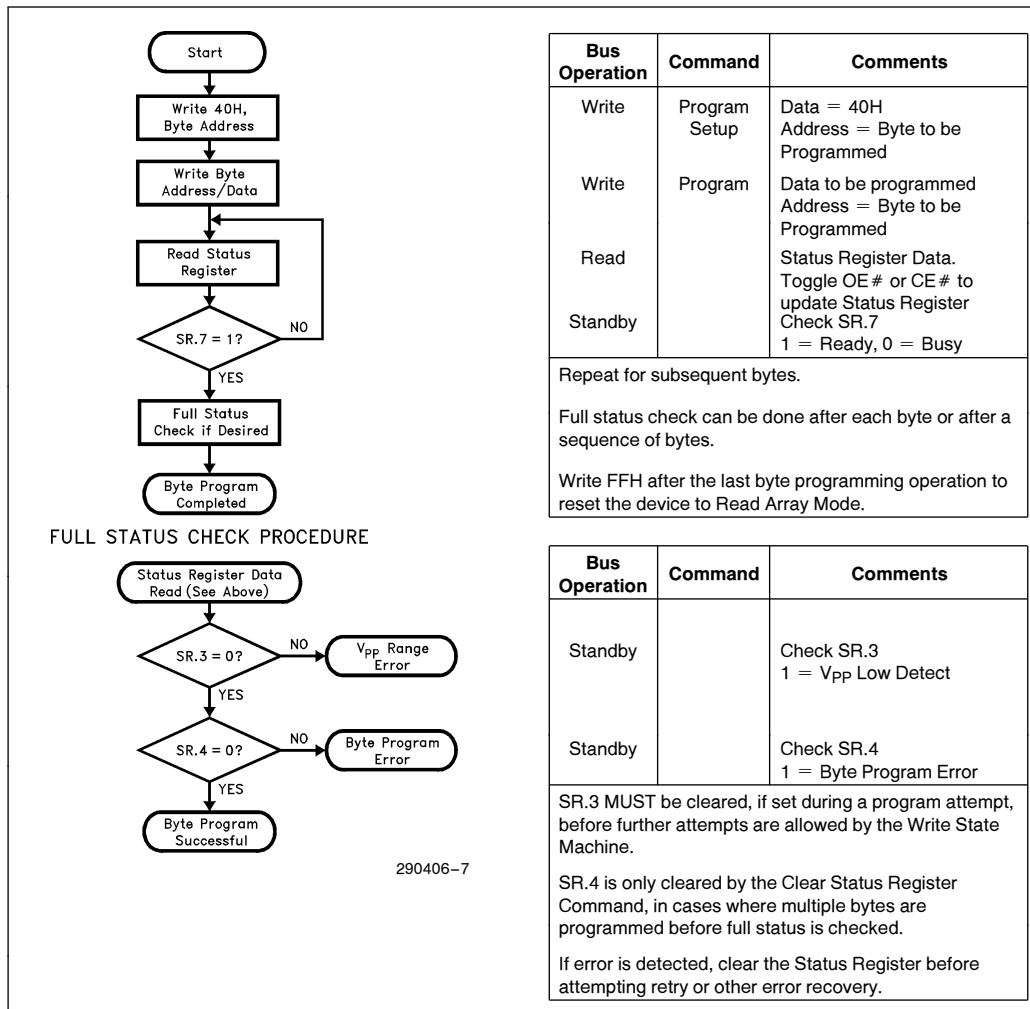 Start
Write 40H,
Byte Address
Write Byte
Address/Data
Read Status
Register
SR.7 = 1?
NO
YES
Full Status
Check if Desired
Byte Program
Completed
Bus
Operation
Command
Comments
Write
Program
Setup
Data = 40H
Address = Byte to be
Programmed
Write
Program
Data to be programmed
Address = Byte to be
Programmed
Read
Status Register Data.
Toggle OE# or CE# to
update Status Register
Standby
Check SR.7
1 = Ready, 0 = Busy
Repeat for subsequent bytes.
Full status check can be done after each byte or after a
sequence of bytes.
Write FFH after the last byte programming operation to
reset the device to Read Array Mode.
FULL STATUS CHECK PROCEDURE
Status Register Data
Read (See Above)
SR.3 = 0?
NO
VPP Range
Error
YES
SR.4 = 0?
NO
Byte Program
Error
YES
Byte Program
Successful
290406–7
Bus
Operation
Command
Comments
Standby
Check SR.3
1 = VPP Low Detect
Standby
Check SR.4
1 = Byte Program Error
SR.3 MUST be cleared, if set during a program attempt,
before further attempts are allowed by the Write State
Machine.
SR.4 is only cleared by the Clear Status Register
Command, in cases where multiple bytes are
programmed before full status is checked.
If error is detected, clear the Status Register before
attempting retry or other error recovery.